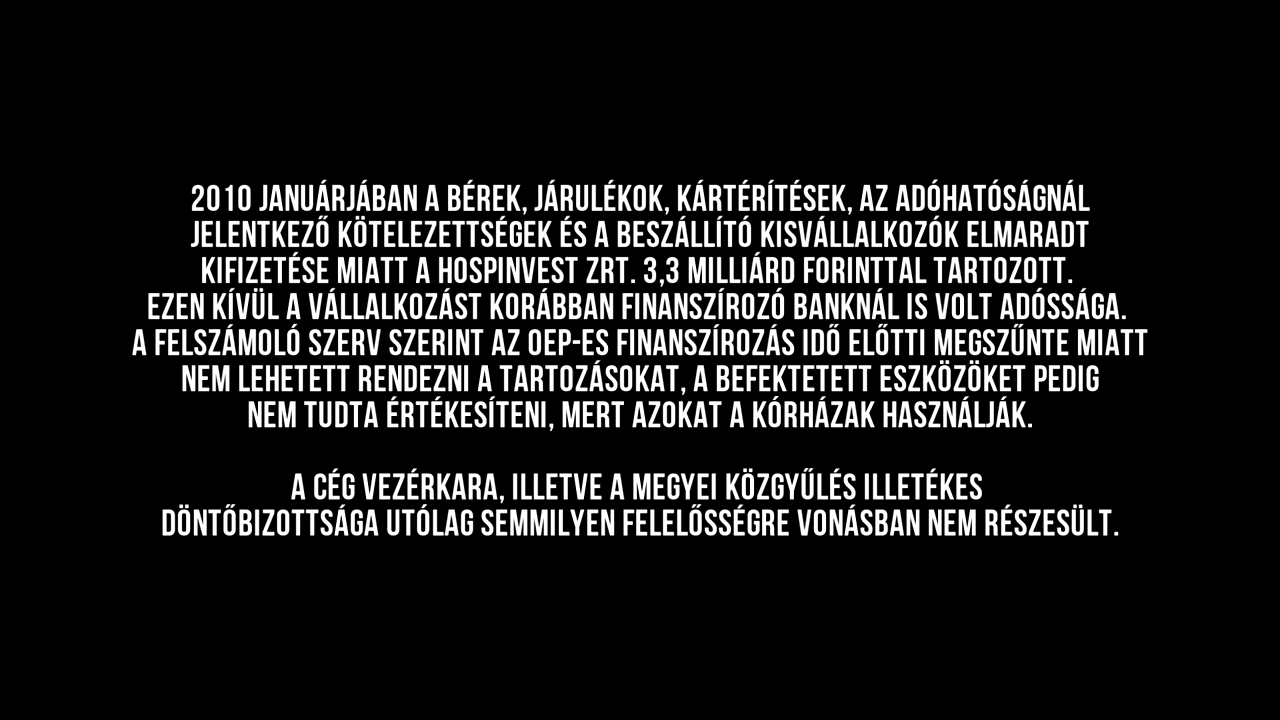 2010 JANUÁRJÁBAN A BÉREK, JÁRULÉKOK, KÁRTÉRÍTÉSEK, AZ ADÓHATÓSÁGNÁL
JELENTKEZŐ KÖTELEZETTSÉGEK ÉS A BESZÁLLÍTÓ KISVÁLLALKOZÓK ELMARADT
KIFIZETÉSE MIATT A HOSPINVEST ZRT. 3,3 MILLIÁRD FORINTTAL TARTOZOTT.
EZEN KÍVÜL A VÁLLALKOZÁST KORÁBBAN FINANSZÍROZÓ BANKNÁL IS VOLT ADÓSSÁGA.
A FELSZÁMOLÓ SZERV SZERINT AZ OEP-ES FINANSZÍROZÁS IDŐ ELŐTTI MEGSZŰNTE MIATT
NEM LEHETETT RENDEZNI A TARTOZÁSOKAT, A BEFEKTETETT ESZKÖZÖKET PEDIG
NEM TUDTA ÉRTÉKESÍTENI, MERT AZOKAT A KÓRHÁZAK HASZNÁLJÁK.
A CÉG VEZÉRKARA, ILLETVE A MEGYEI KÖZGYŰLÉS ILLETÉKES
DÖNTŐBIZOTTSÁGA UTÓLAG SEMMILYEN FELELŐSSÉGRE VONÁSBAN NEM RÉSZESÜLT.